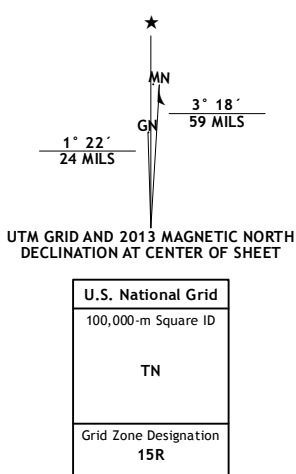 MN
3° 18´
59 MILS
GN
1° 22´
24 MILS
UTM GRID AND 2013 MAGNETIC NORTH
DECLINATION AT CENTER OF SHEET
U.S. National Grid
100,000-m Square ID
TN
Grid Zone Designation
15R